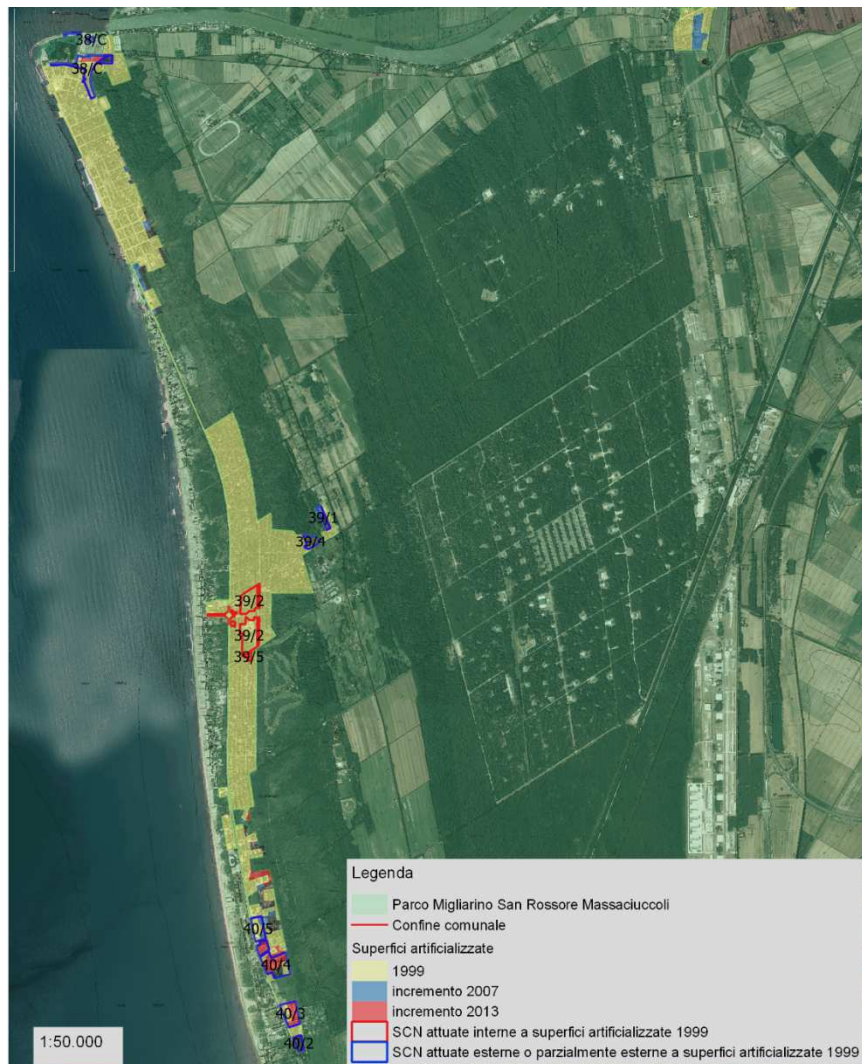 38/C
38/C
39/1
39/4
39/2
39/2
39/5
40/5
40/4
40/3
40/2
1:50.000
Legenda
Parco Migliarino San Rossore Massaciuccoli
Confine comunale
Superfici artificializzate
1999
incremento 2007
incremento 2013
SCN attuate interne a superfici artificializzate 1999
SCN attuate esterne o parzialmente esterne a superfici artificializzate 1999